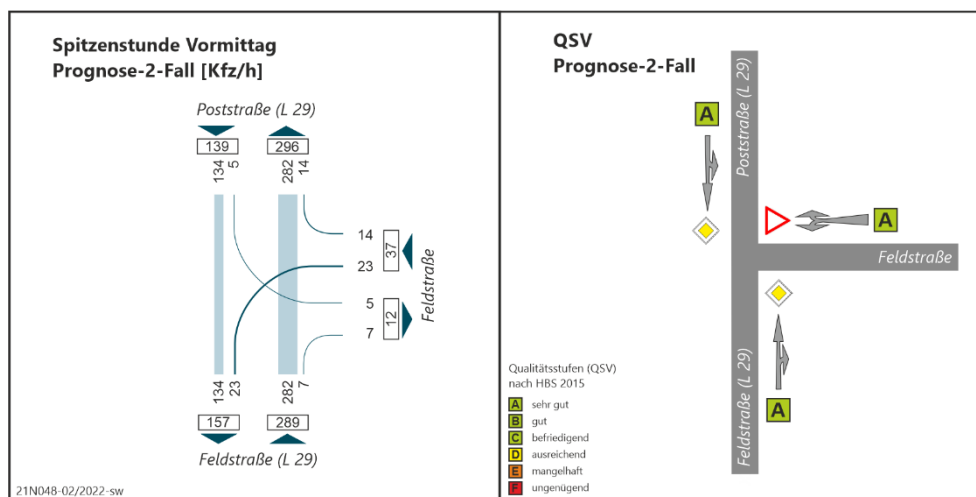 Spitzenstunde Vormittag
Prognose-2-Fall [Kfz/h]
Poststraße (L 29)
139
296
134
5
282
14
14
23
37
5
7
12
Feldstraße
134
23
282
7
157
289
Feldstraße (L 29)
21N048-02/2022-sw
QSV
Prognose-2-Fall
A
Poststraße (L 29)
A
Feldstraße
Feldstraße (L 29)
A
Qualitätsstufen (QSV)
nach HBS 2015
A sehr gut
B gut
C befriedigend
D ausreichend
E mangelhaft
F ungenügend